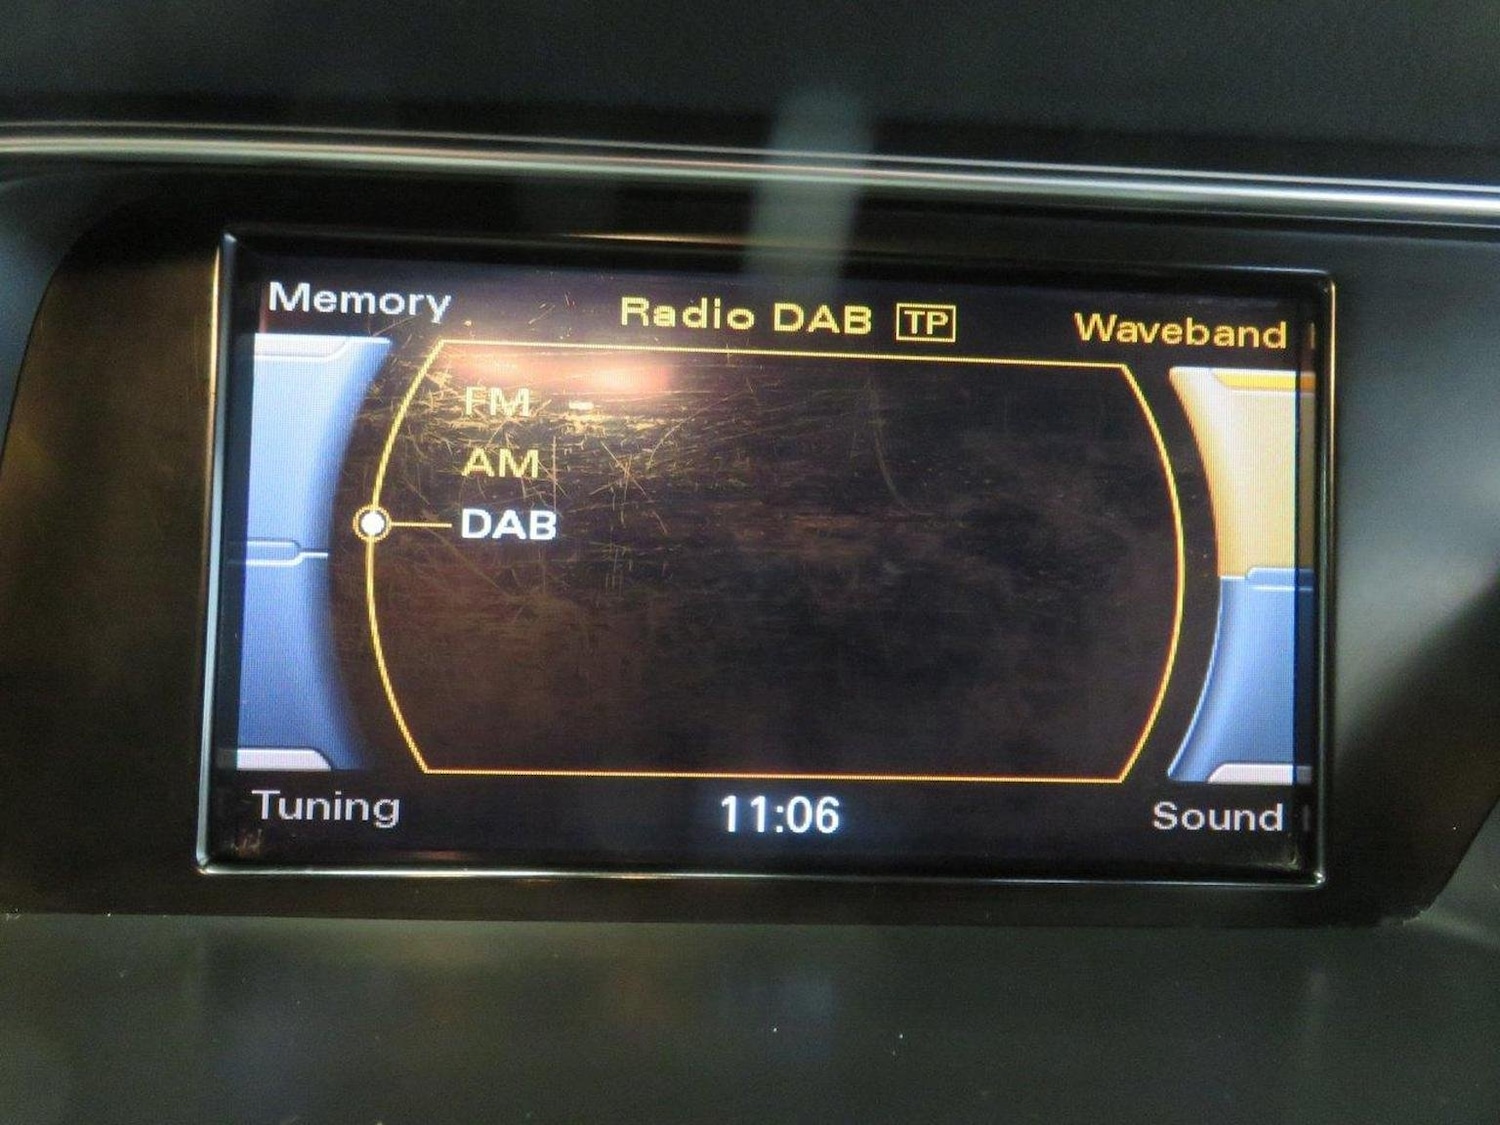 Memory
Radio DAB TP
Waveband
FM
AM
DAB
Tuning
11:06
Sound